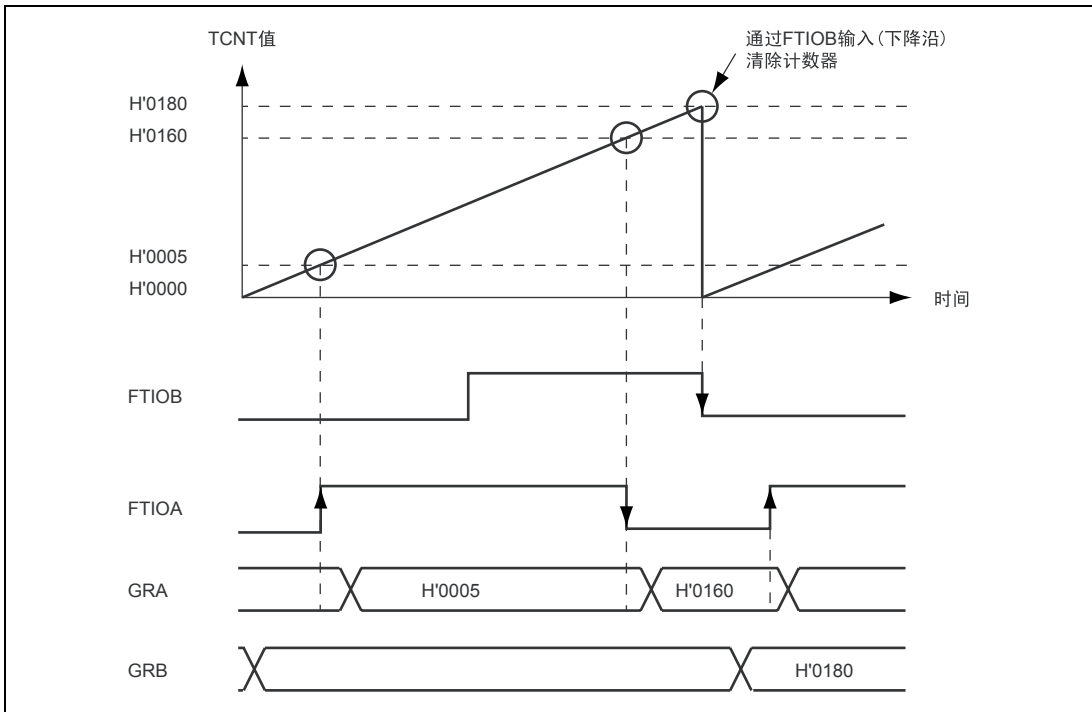 TCNT值
通过FTIOB输入(下降沿)
清除计数器
H'0180
H'0160
H'0005
H'0000
时间
FTIOB
FTIOA
GRA
H'0005
H'0160
GRB
H'0180